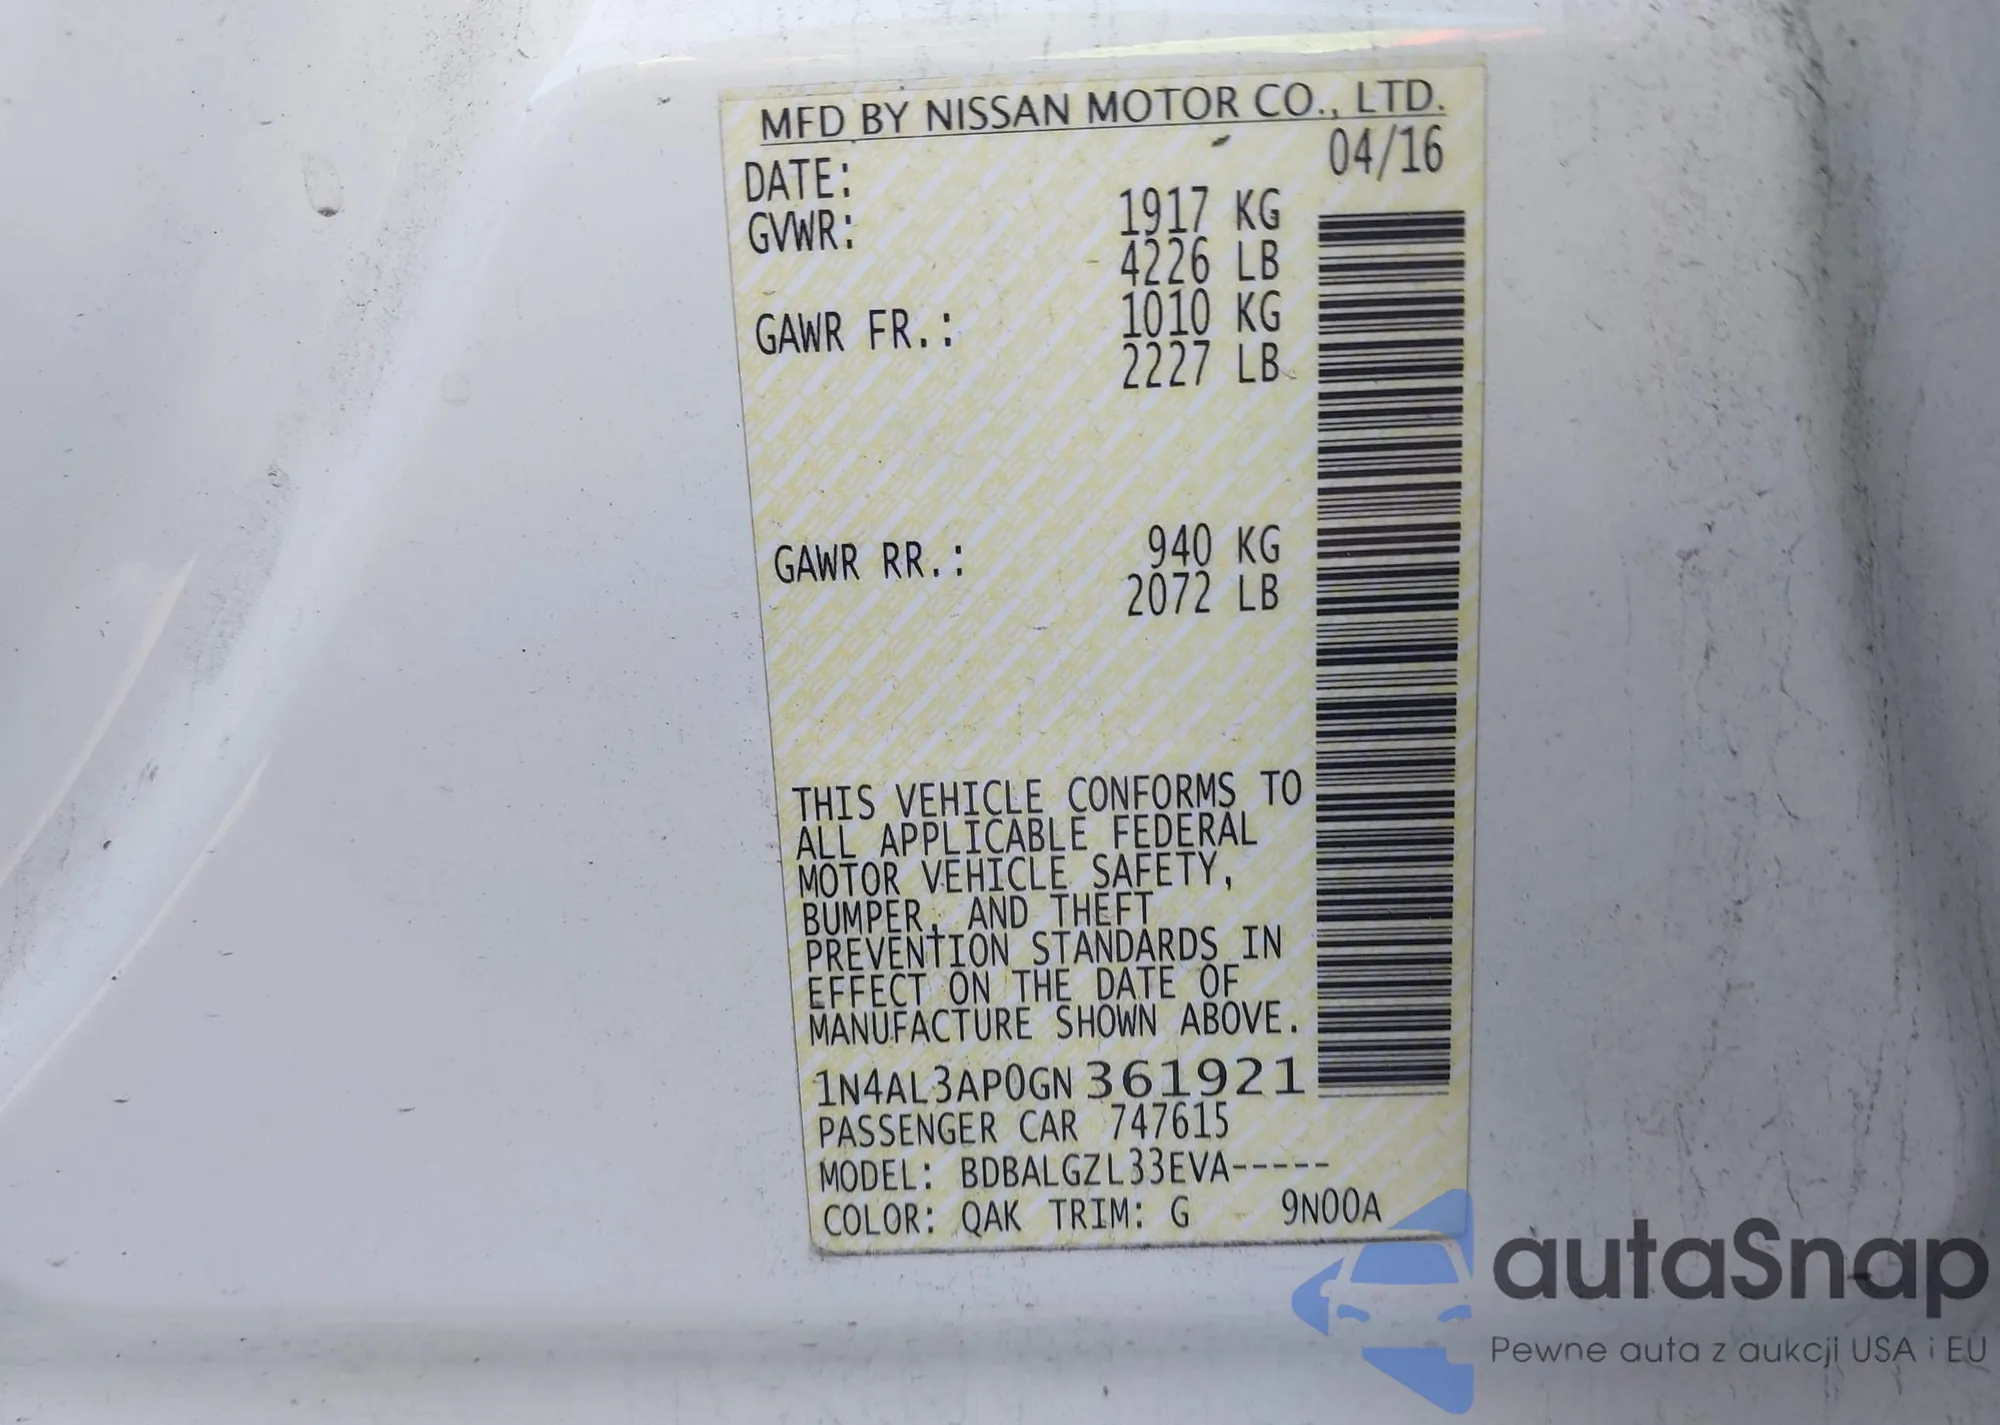 MFD BY NISSAN MOTOR CO., LTD.
DATE: 04/16
GVWR: 1917 KG
4226 LB
GAWR FR.: 1010 KG
2227 LB
GAWR RR.: 940 KG
2072 LB
THIS VEHICLE CONFORMS TO
ALL APPLICABLE FEDERAL
MOTOR VEHICLE SAFETY,
BUMPER, AND THEFT
PREVENTION STANDARDS IN
EFFECT ON THE DATE OF
MANUFACTURE SHOWN ABOVE.
1N4AL3AP0GN361921
PASSENGER CAR 747615
MODEL: BDBALGZL33EVA-----
COLOR: QAK TRIM: G 9N00A
autaSnap
Pewne auta z aukcji USA i EU